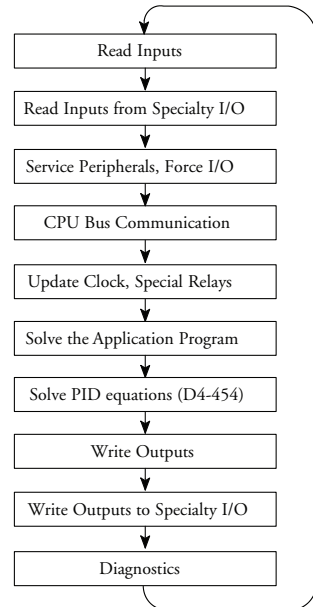 Read Inputs
Read Inputs from Specialty I/O
Service Peripherals, Force I/O
CPU Bus Communication
Update Clock, Special Relays
Solve the Application Program
Solve PID equations (D4-454)
Write Outputs
Write Outputs to Specialty I/O
Diagnostics